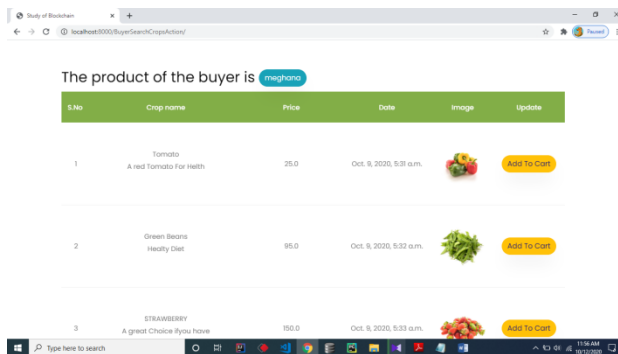 Study of Blockchain
localhost:8000/BuyerSearchCropsAction/
Paused
The product of the buyer is meghana
S.No Crop name Price Date Image Update
1 Tomato 25.0 Oct. 9, 2020, 5:31 a.m. Add To Cart
A red Tomato For Helth
2 Green Beans 95.0 Oct. 9, 2020, 5:32 a.m. Add To Cart
Healty Diet
3 STRAWBERRY 150.0 Oct. 9, 2020, 5:33 a.m. Add To Cart
A great Choice ifyou have
Type here to search
11:56 AM
10/12/2020